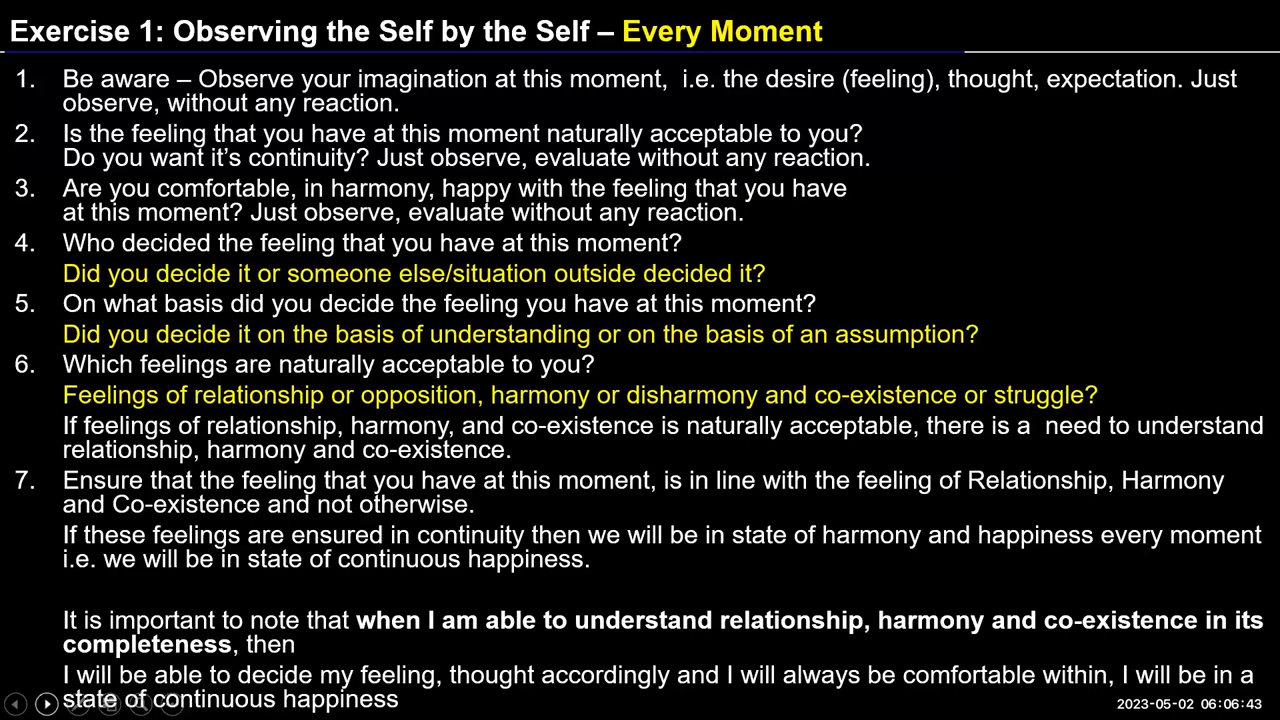 Exercise 1: Observing the Self by the Self – Every Moment
1. Be aware – Observe your imagination at this moment, i.e. the desire (feeling), thought, expectation. Just
observe, without any reaction.
2. Is the feeling that you have at this moment naturally acceptable to you?
Do you want it's continuity? Just observe, evaluate without any reaction.
3. Are you comfortable, in harmony, happy with the feeling that you have
at this moment? Just observe, evaluate without any reaction.
4. Who decided the feeling that you have at this moment?
Did you decide it or someone else/situation outside decided it?
5. On what basis did you decide the feeling you have at this moment?
Did you decide it on the basis of understanding or on the basis of an assumption?
6. Which feelings are naturally acceptable to you?
Feelings of relationship or opposition, harmony or disharmony and co-existence or struggle?
If feelings of relationship, harmony, and co-existence is naturally acceptable, there is a need to understand
relationship, harmony and co-existence.
7. Ensure that the feeling that you have at this moment, is in line with the feeling of Relationship, Harmony
and Co-existence and not otherwise.
If these feelings are ensured in continuity then we will be in state of harmony and happiness every moment
i.e. we will be in state of continuous happiness.
It is important to note that when I am able to understand relationship, harmony and co-existence in its
completeness, then
I will be able to decide my feeling, thought accordingly and I will always be comfortable within, I will be in a
state of continuous happiness
2023-05-02 06:06:43